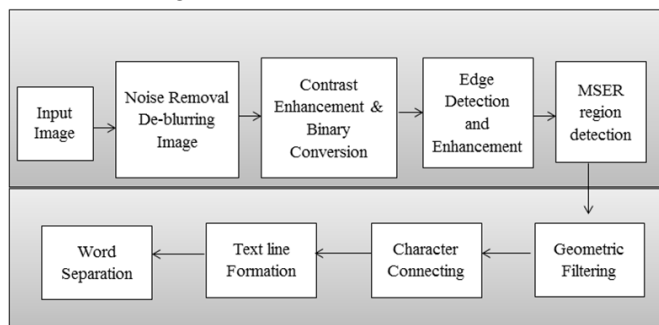 Input
Image
Noise Removal
De-blurring
Image
Contrast
Enhancement &
Binary
Conversion
Edge
Detection
and
Enhancement
MSER
region
detection
Geometric
Filtering
Character
Connecting
Text line
Formation
Word
Separation